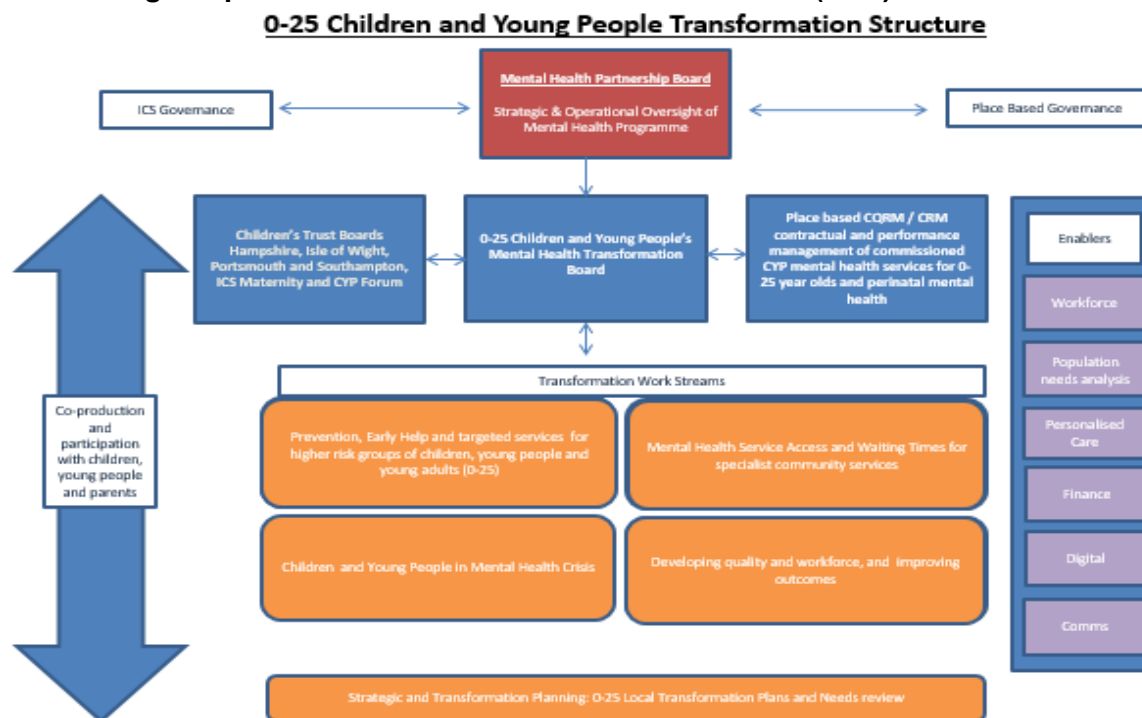 0-25 Children and Young People Transformation Structure
Mental Health Partnership Board
Strategic & Operational Oversight of
Mental Health Programme
ICS Governance
Place Based Governance
Children's Trust Boards
Hampshire, Isle of Wight,
Portsmouth and Southampton,
ICS Maternity and CYP Forum
0-25 Children and Young People's
Mental Health Transformation
Board
Place based CQRM / CRM
contractual and performance
management of commissioned
CYP mental health services for 0-
25 year olds and perinatal mental
health
Enablers
Workforce
Population
needs analysis
Personalised
Care
Finance
Digital
Comms
Co-production
and
participation
with children,
young people
and parents
Transformation Work Streams
Prevention, Early Help and targeted services for
higher risk groups of children, young people and
young adults (0-25)
Mental Health Service Access and Waiting Times for
specialist community services
Children and Young People in Mental Health Crisis
Developing quality and workforce, and improving
outcomes
Strategic and Transformation Planning: 0-25 Local Transformation Plans and Needs review